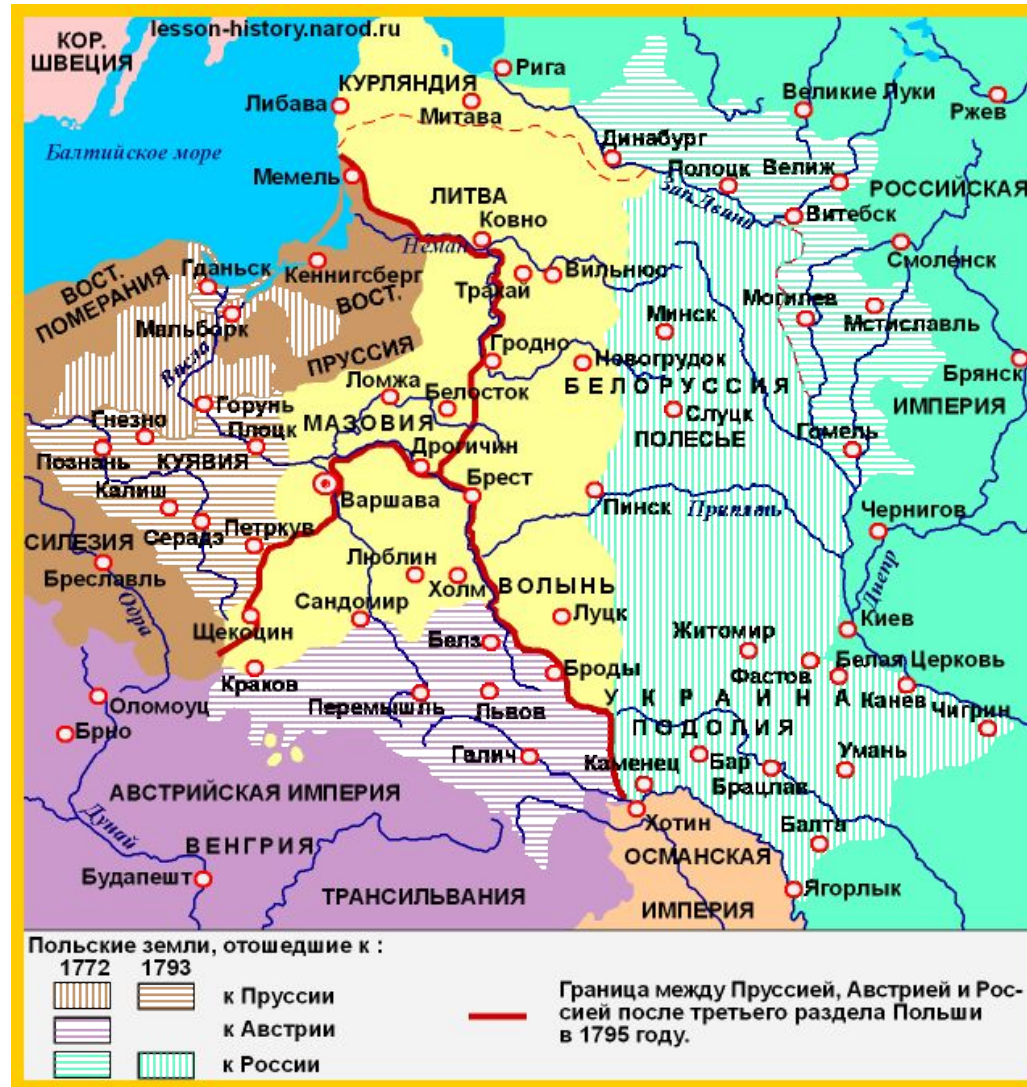 lesson-history.narod.ru
КОР.
ШВЕЦИЯ
Рига
КУРЛЯНДИЯ
Либава
Митава
Великие Луки
Ржев
Балтийское море
Динабург
Полоцк
Велиж
Мемель
Зап. Двина
РОССИЙСКАЯ
ЛИТВА
Ковно
Витебск
Неман
Смоленск
Гданьск
Кеннигсберг
Вильнюс
Тракай
ВОСТ.
ПОМЕРАНИЯ
ВОСТ.
Мальборк
Минск
Могилев
Мстиславль
ПРУССИЯ
Гродно
Новогрудок
Брянск
Висла
Ломжа
БЕЛОРУССИЯ
Белосток
ИМПЕРИЯ
Горунь
Слуцк
Гнезно
Плоцк
МАЗОВИЯ
ПОЛЕСЬЕ
Гомель
Познань
КУЯВИЯ
Дрогичин
Варшава
Брест
Калиш
Пинск
Припять
Чернигов
Серадз
Петркув
СИЛЕЗИЯ
Бреславль
Люблин
Холм
ВОЛЫНЬ
Днепр
Одра
Сандомир
Луцк
Киев
Щекоцин
Белз
Житомир
Белая Церковь
Краков
Броды
Фастов
Оломоуц
Перемышль
Львов
УКРАИНА
Канев
Чигрин
Брно
ПОДОЛИЯ
Галич
Каменец
Бар
Умань
Брацлав
АВСТРИЙСКАЯ ИМПЕРИЯ
Дунай
Хотин
Балта
ВЕНГРИЯ
ОСМАНСКАЯ
Будапешт
ТРАНСИЛЬВАНИЯ
Ягорлык
ИМПЕРИЯ
Польские земли, отошедшие к :
1772 1793
к Пруссии
к Австрии
к России
Граница между Пруссией, Австрией и Рос-
сией после третьего раздела Польши
в 1795 году.